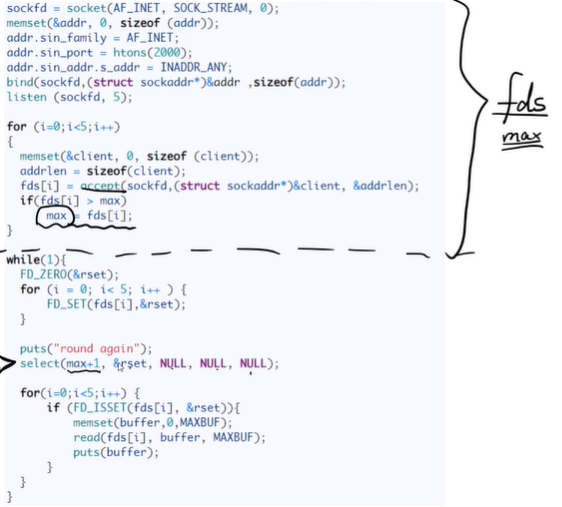 sockfd = socket(AF_INET, SOCK_STREAM, 0);
memset(&addr, 0, sizeof (addr));
addr.sin_family = AF_INET;
addr.sin_port = htons(2000);
addr.sin_addr.s_addr = INADDR_ANY;
bind(sockfd,(struct sockaddr*)&addr ,sizeof(addr));
listen (sockfd, 5);
for (i=0;i<5;i++)
{
memset(&client, 0, sizeof (client));
addrlen = sizeof(client);
fds[i] = accept(sockfd,(struct sockaddr*)&client, &addrlen);
if(fds[i] > max)
max = fds[i];
}
fds
max
while(1){
FD_ZERO(&rset);
for (i = 0; i< 5; i++ ) {
FD_SET(fds[i],&rset);
}
puts("round again");
select(max+1, &rset, NULL, NULL, NULL);
for(i=0;i<5;i++) {
if (FD_ISSET(fds[i], &rset)){
memset(buffer,0,MAXBUF);
read(fds[i], buffer, MAXBUF);
puts(buffer);
}
}
}